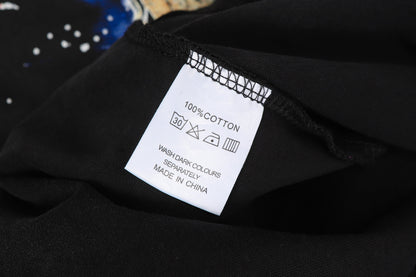 100%COTTON
30
WASH DARK COLOURS
SEPARATELY
MADE IN CHINA